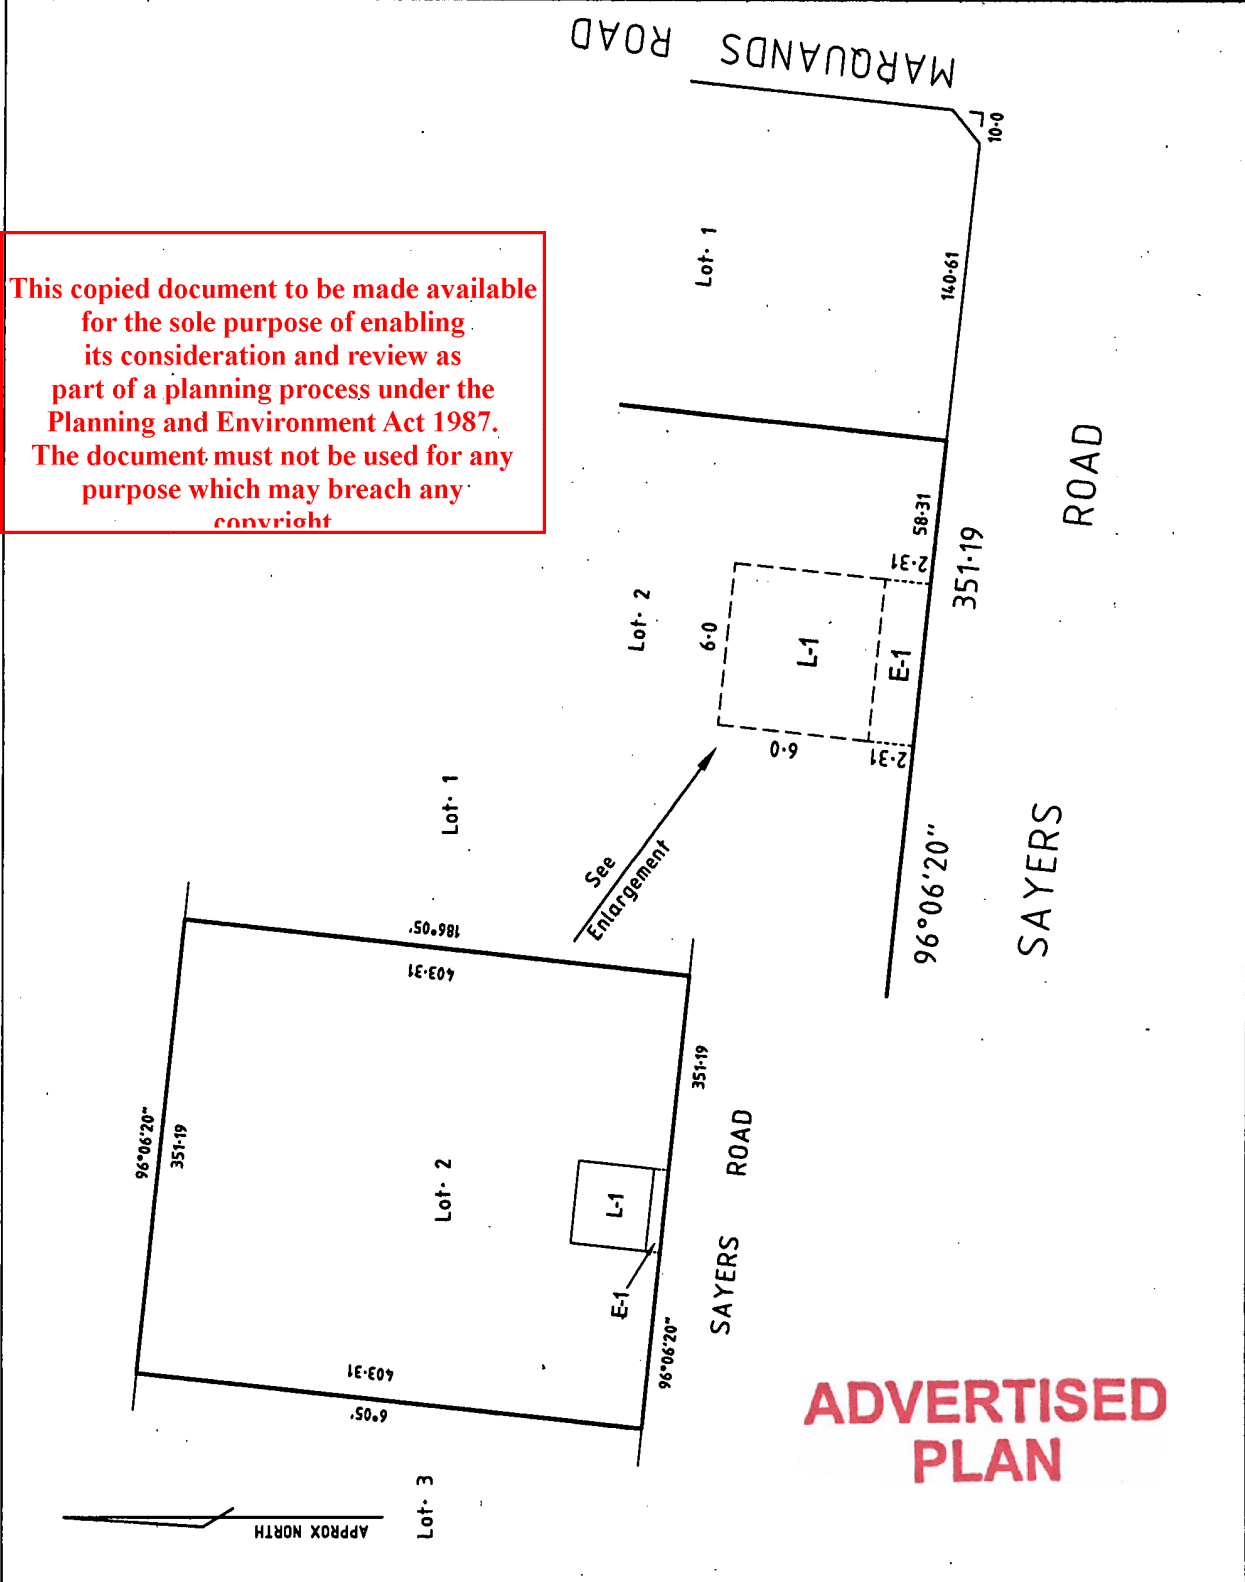 MARQUANDS ROAD
10·0
This copied document to be made available
for the sole purpose of enabling
its consideration and review as
part of a planning process under the
Planning and Environment Act 1987.
The document must not be used for any
purpose which may breach any
copyright
Lot· 1
140·61
58·31
2·31
351·19
SAYERS ROAD
Lot· 2
6·0
L-1
E-1
6·0
2·31
96°06'20"
Lot· 1
See
Enlargement
186°05'
403·31
96°06'20"
351·19
351·19
Lot· 2
L-1
E-1
SAYERS ROAD
96°06'20"
403·31
6°05'
Lot· 3
APPROX NORTH
ADVERTISED
PLAN